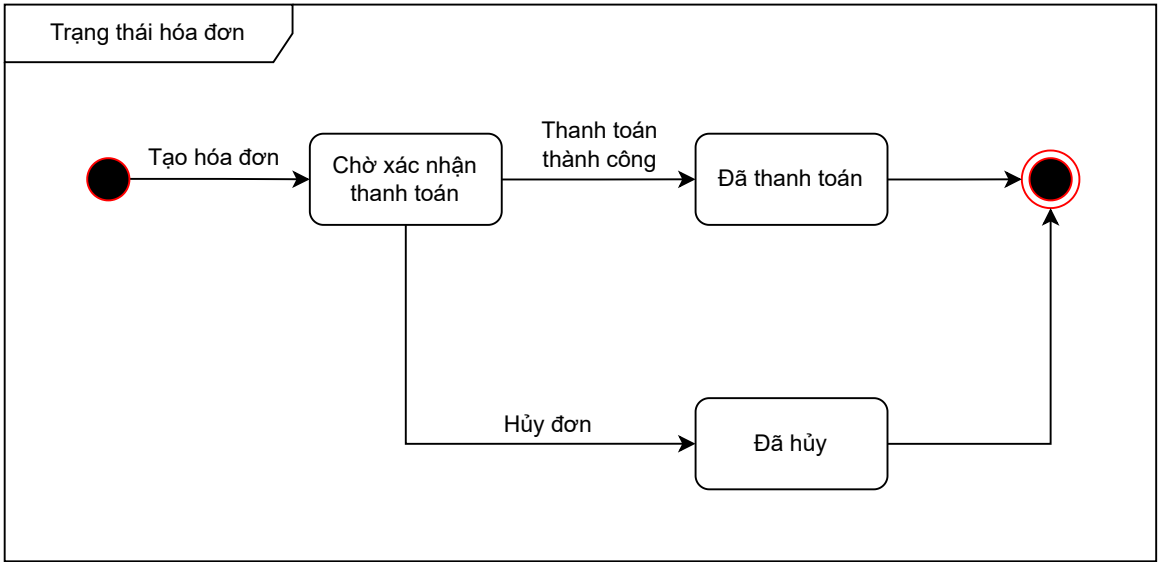 Trạng thái hóa đơn
Tạo hóa đơn
Chờ xác nhận
thanh toán
Thanh toán
thành công
Đã thanh toán
Hủy đơn
Đã hủy